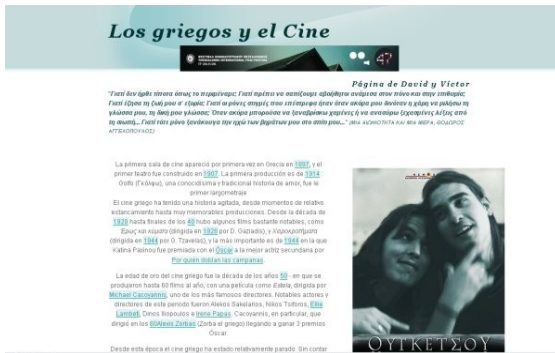 Los griegos y el Cine
47
Página de David y Víctor
"Γιατί δεν ήρθε τίποτα όπως το περιμέναμε; Γιατί πρέπει να σαπίζουμε αβοήθητοι ανάμεσα στον πόνο και στην επιθυμία;
Γιατί έζησα τη ζωή μου σ' εξορία; Γιατί οι μόνες στιγμές που επέστρεφα ήταν όταν ακόμα μου δινόταν η χάρη να μιλήσω τη
γλώσσα μου, τη δική μου γλώσσα; Όταν ακόμα μπορούσα να ξαναβρίσκω χαμένες ή να ανασύρω ξεχασμένες λέξεις από
τη σιωπή... Γιατί τότε μόνο ξανάκουγα την ηχώ των βημάτων μου στο σπίτι μου..." (ΜΙΑ ΑΙΩΝΙΟΤΗΤΑ ΚΑΙ ΜΙΑ ΜΕΡΑ, ΘΟΔΩΡΟΣ
ΑΓΓΕΛΟΠΟΥΛΟΣ)
La primera sala de cine apareció por primera vez en Grecia en 1897, y el
primer teatro fue construido en 1907. La primera producción es de 1914
Golfo (Γκόλφω), una conocidísima y tradicional historia de amor, fue le
primer largometraje
El cine griego ha tenido una historia agitada, desde momentos de relativo
estancamiento hasta muy memorables producciones. Desde la década de
1920 hasta finales de los 40 hubo algunos films bastante notables, como
Έρως και κύματα (dirigida en 1928 por D. Gaziadis), y Χειροκροτήματα
(dirigida en 1944 por O. Tzavelas), y la más importante es de 1944 en la que
Katina Paxinou fue premiada con el Óscar a la mejor actriz secundaria por
Por quién doblan las campanas.
La edad de oro del cine griego fue la década de los años 50 - en que se
produjeron hasta 60 films al año, con una película como Estela, dirigida por
Michael Cacoyannis, uno de los más famosos directores. Notables actores y
directores de este periodo fueron Alekos Sakelarios, Nikos Tsiforos, Ellie
Lambeti, Dinos Iliopoulos e Irene Papas. Cacoyannis, en particular, que
dirigió en los 60Alexis Zorbas (Zorba el griego) llegando a ganar 3 premios
Óscar.
Desde esta época el cine griego ha estado relativamente parado. Sin contar
ΟΥΙΓΚΕΤΣΟΥ